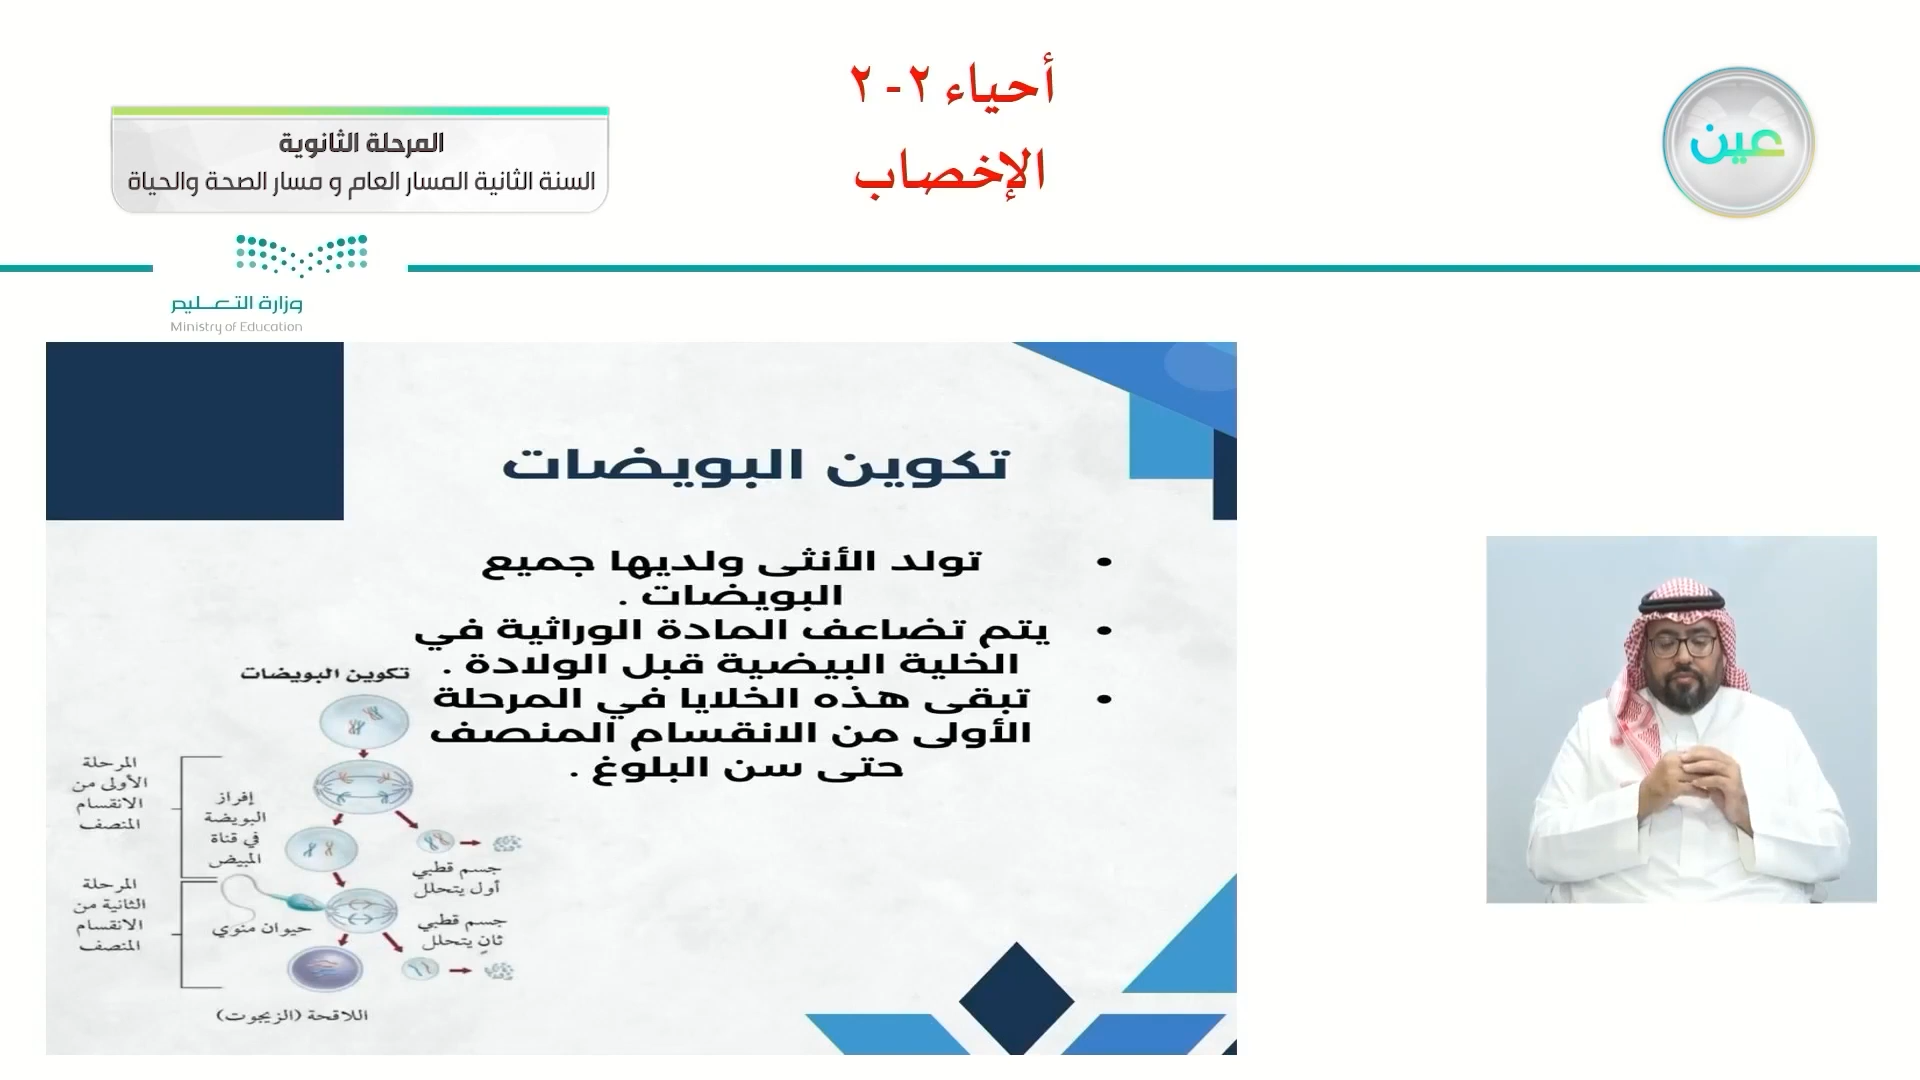 أحياء ٢-٢
الإخصاب
عين
المرحلة الثانوية
السنة الثانية المسار العام و مسار الصحة والحياة
وزارة التعليم
Ministry of Education
تكوين البويضات
• تولد الأنثى ولديها جميع
البويضات .
• يتم تضاعف المادة الوراثية في
الخلية البيضية قبل الولادة .
• تبقى هذه الخلايا في المرحلة
الأولى من الانقسام المنصف
حتى سن البلوغ .
تكوين البويضات
المرحلة
الأولى من
الانقسام
المنصف
إفراز
البويضة
في قناة
المبيض
جسم قطبي
أول يتحلل
المرحلة
الثانية من
الانقسام
المنصف
حيوان منوي
جسم قطبي
ثانٍ يتحلل
اللاقحة (الزيجوت)